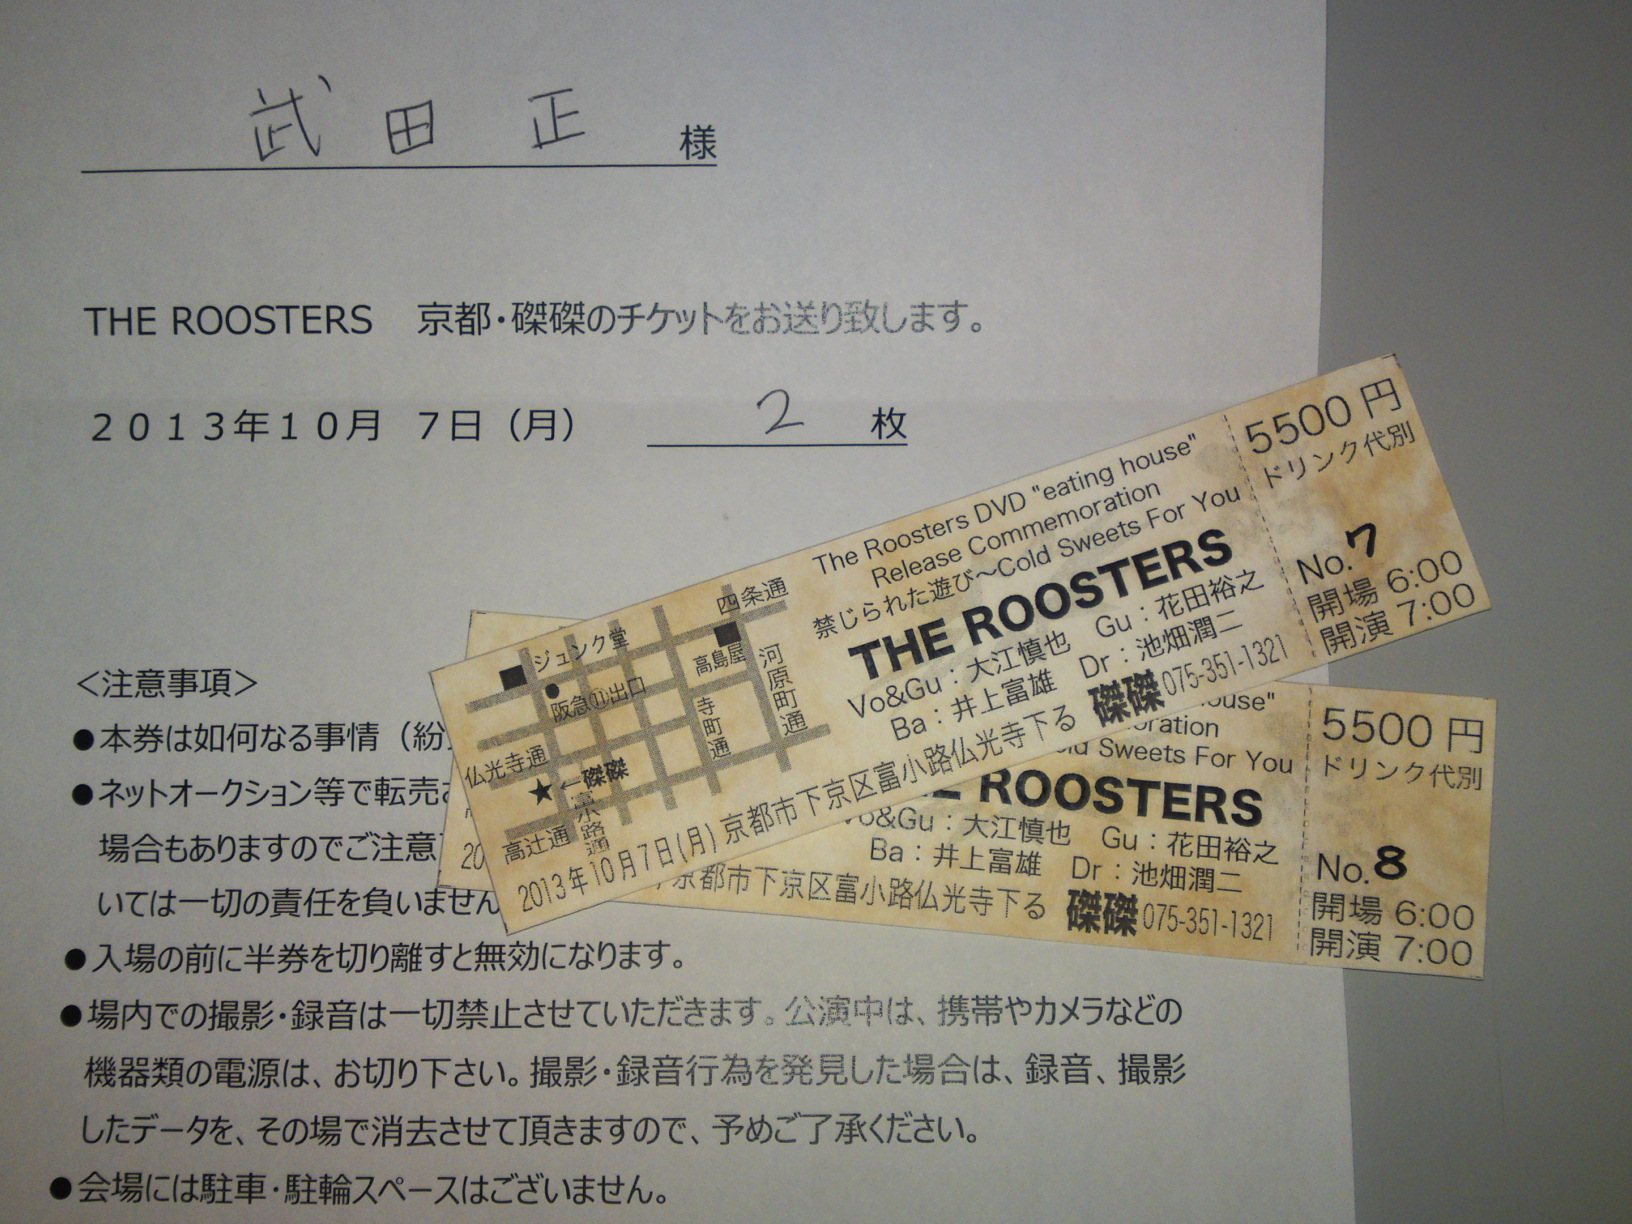 武田 正 様
THE ROOSTERS 京都・磔磔のチケットをお送り致します。
2013年10月 7日（月） 2 枚
＜注意事項＞
●本券は如何なる事情（紛
●ネットオークション等で転売
場合もありますのでご注意
いては一切の責任を負いません
●入場の前に半券を切り離すと無効になります。
●場内での撮影・録音は一切禁止させていただきます。公演中は、携帯やカメラなどの
機器類の電源は、お切り下さい。撮影・録音行為を発見した場合は、録音、撮影
したデータを、その場で消去させて頂きますので、予めご了承ください。
●会場には駐車・駐輪スペースはございません。
The Roosters DVD "eating house"
Release Commemoration
禁じられた遊び～Cold Sweets For You
THE ROOSTERS
Vo&Gu：大江慎也 Gu：花田裕之
Ba：井上富雄 Dr：池畑潤二
2013年10月7日(月) 京都市下京区富小路仏光寺下る 磔磔 075-351-1321
四条通
ジュンク堂
高島屋
阪急⑪出口
河原町通
寺町通
仏光寺通
★←磔磔
高辻通
5500 円
ドリンク代別
No.7
開場 6:00
開演 7:00
20
ouse"
oration
Sweets For You
ROOSTERS
Vo&Gu：大江慎也 Gu：花田裕之
Ba：井上富雄 Dr：池畑潤二
京都市下京区富小路仏光寺下る 磔磔 075-351-1321
5500 円
ドリンク代別
No.8
開場 6:00
開演 7:00